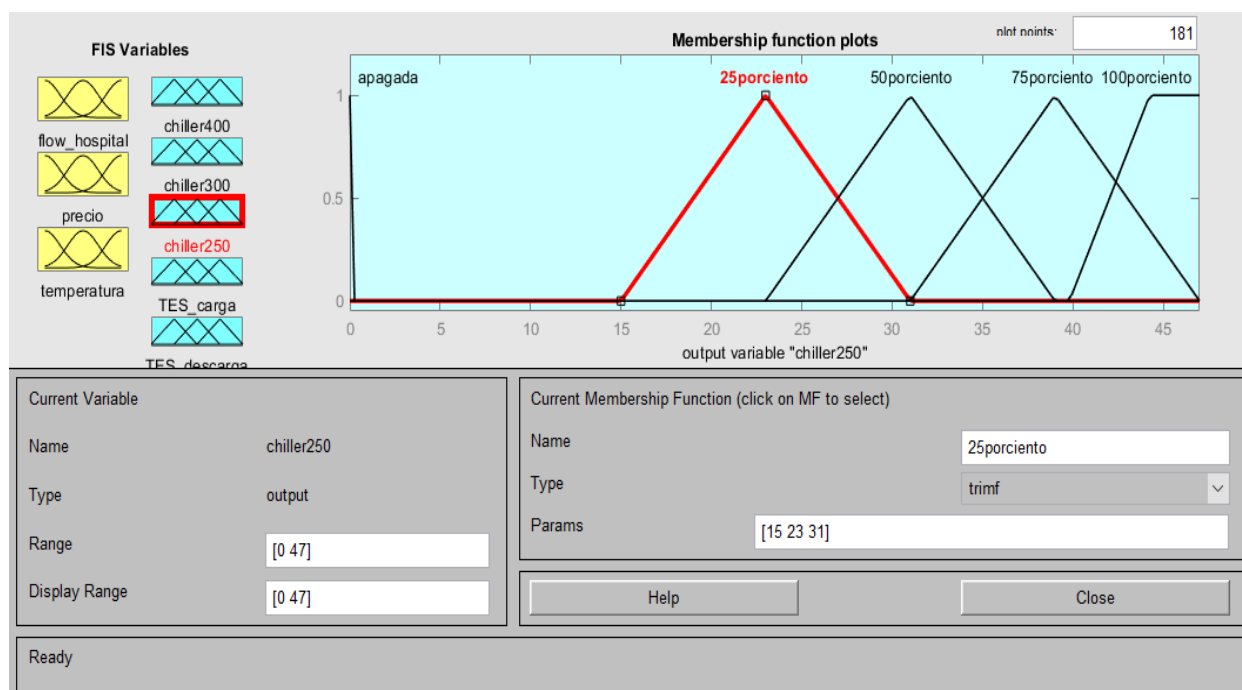 FIS Variables
flow_hospital
precio
temperatura
chiller400
chiller300
chiller250
TES_carga
TES_descarga
Membership function plots
plot points:
181
apagada
25porciento
50porciento
75porciento
100porciento
1
0.5
0
0 5 10 15 20 25 30 35 40 45
output variable "chiller250"
Current Variable
Name chiller250
Type output
Range [0 47]
Display Range [0 47]
Current Membership Function (click on MF to select)
Name 25porciento
Type trimf
Params [15 23 31]
Help
Close
Ready